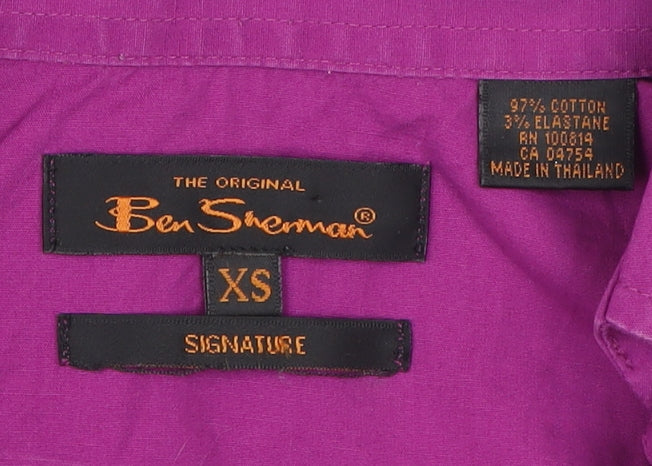 THE ORIGINAL
Ben Sherman®
XS
SIGNATURE
97% COTTON
3% ELASTANE
RN 100814
CA 04754
MADE IN THAILAND